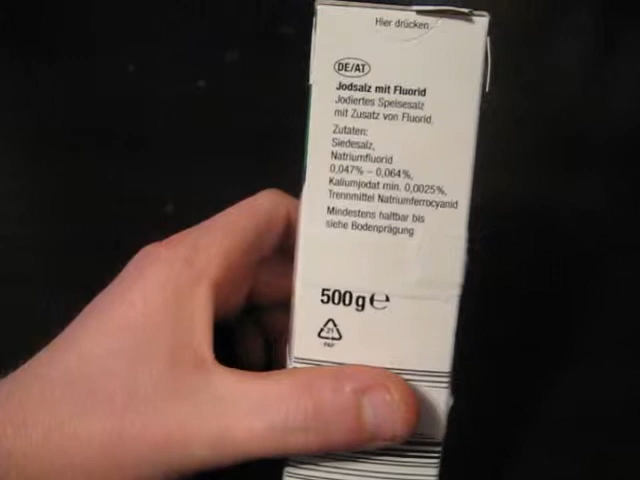 Hier drücken
DE/AT
Jodsalz mit Fluorid
Jodiertes Speisesalz
mit Zusatz von Fluorid.
Zutaten:
Siedesalz,
Natriumfluorid
0,047% – 0,064%,
Kaliumjodat min. 0,0025%,
Trennmittel Natriumferrocyanid
Mindestens haltbar bis
siehe Bodenprägung
500g ℮
21
PAP